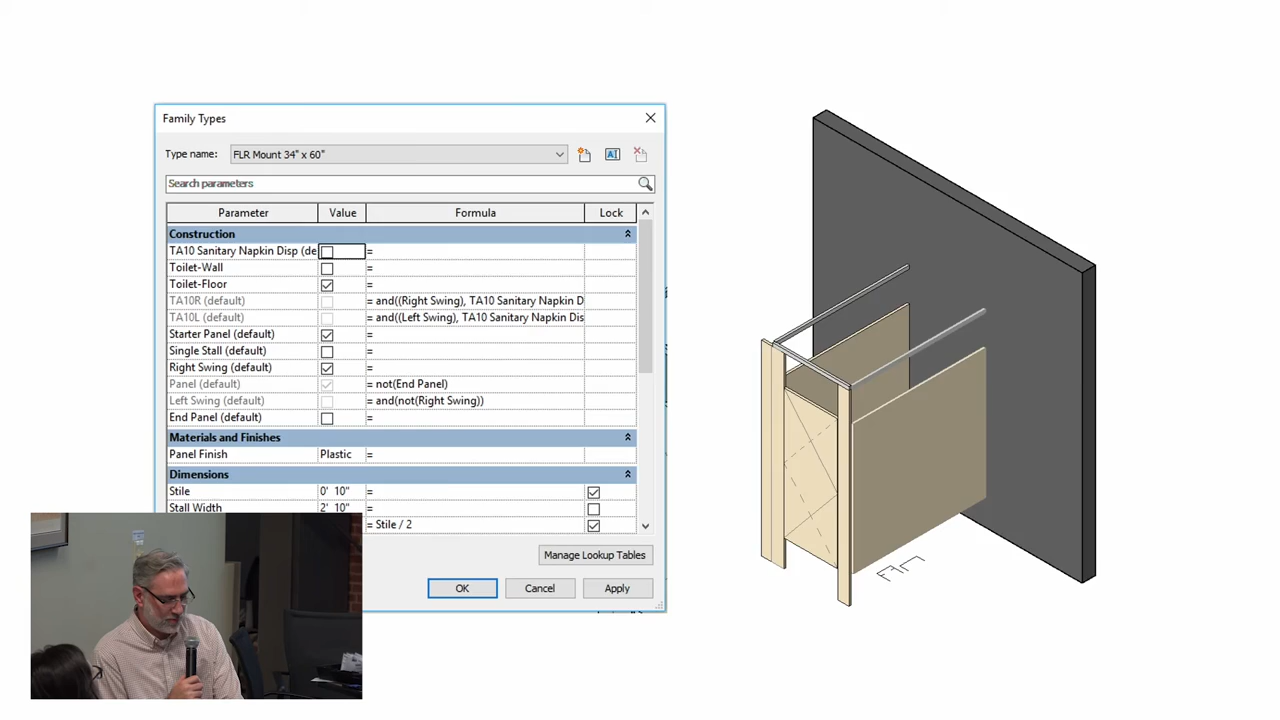 Family Types
Type name: FLR Mount 34" x 60"
Search parameters
Parameter Value Formula Lock
Construction
TA10 Sanitary Napkin Disp (de =
Toilet-Wall =
Toilet-Floor =
TA10R (default) = and((Right Swing), TA10 Sanitary Napkin D
TA10L (default) = and((Left Swing), TA10 Sanitary Napkin Dis
Starter Panel (default) =
Single Stall (default) =
Right Swing (default) =
Panel (default) = not(End Panel)
Left Swing (default) = and(not(Right Swing))
End Panel (default) =
Materials and Finishes
Panel Finish Plastic =
Dimensions
Stile 0' 10" =
Stall Width 2' 10" =
= Stile / 2
Manage Lookup Tables
OK Cancel Apply